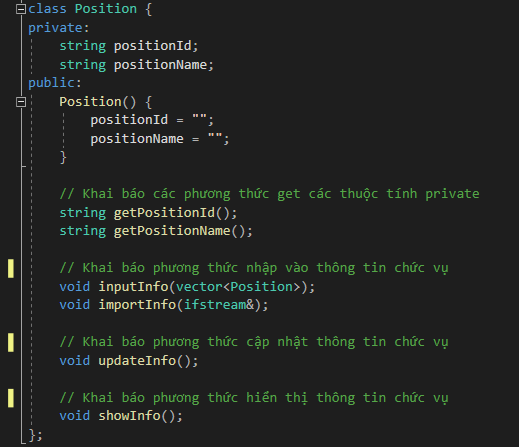 class Position {
private:
    string positionId;
    string positionName;
public:
    Position() {
        positionId = "";
        positionName = "";
    }
    // Khai báo các phương thức get các thuộc tính private
    string getPositionId();
    string getPositionName();
    // Khai báo phương thức nhập vào thông tin chức vụ
    void inputInfo(vector<Position>);
    void importInfo(ifstream&);
    // Khai báo phương thức cập nhật thông tin chức vụ
    void updateInfo();
    // Khai báo phương thức hiển thị thông tin chức vụ
    void showInfo();
};